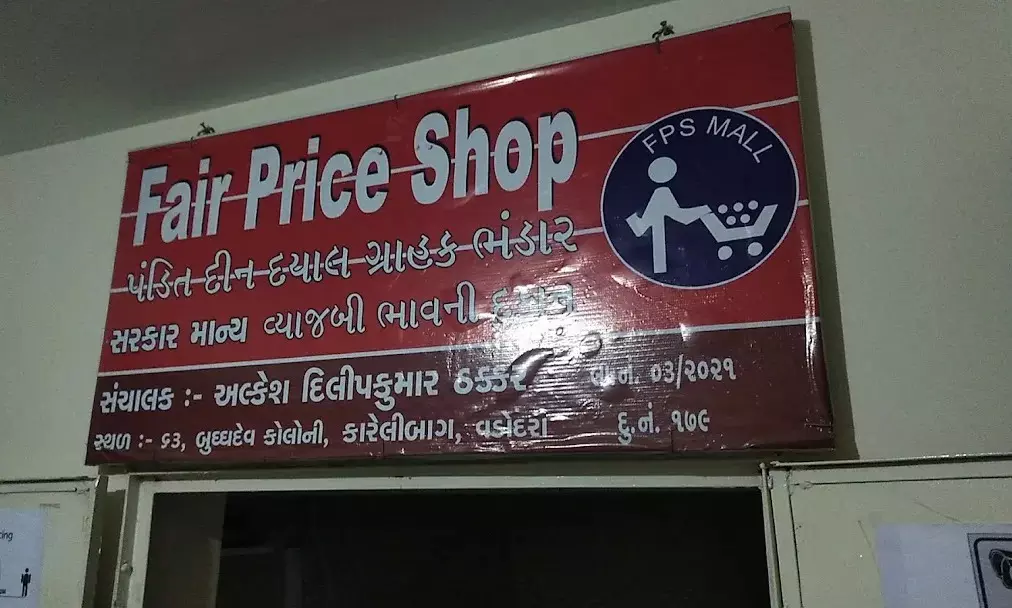 Fair Price Shop
FPS MALL
પંડિત દીન દયાલ ગ્રાહક ભંડાર
સરકાર માન્ય વ્યાજબી ભાવની દુકાન
સંચાલક :- અલ્કેશ દિલીપકુમાર ઠક્કર
નં. ૦૩/૨૦૨૧
સ્થળ :- ૬૩, બુધ્ધદેવ કોલોની, કારેલીબાગ, વડોદરા
દુ.નં. ૧૭૯